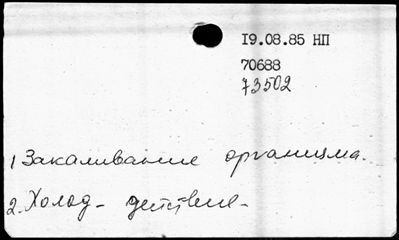 19.08.85 НП
70688
73502
1 Закаливание организма.
2. Холод - действие -